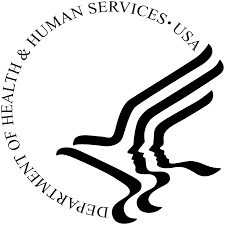 DEPARTMENT OF HEALTH & HUMAN SERVICES • USA